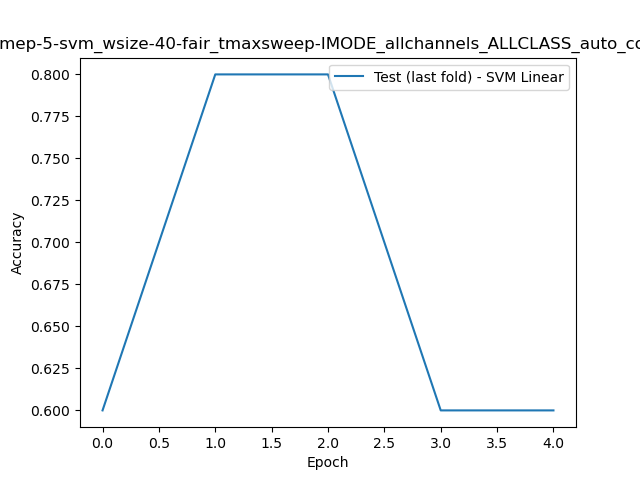 mep-5-svm_wsize-40-fair_tmaxsweep-IMODE_allchannels_ALLCLASS_auto_co
Test (last fold) - SVM Linear
0.800
0.775
0.750
0.725
0.700
0.675
0.650
0.625
0.600
Accuracy
0.0 0.5 1.0 1.5 2.0 2.5 3.0 3.5 4.0
Epoch